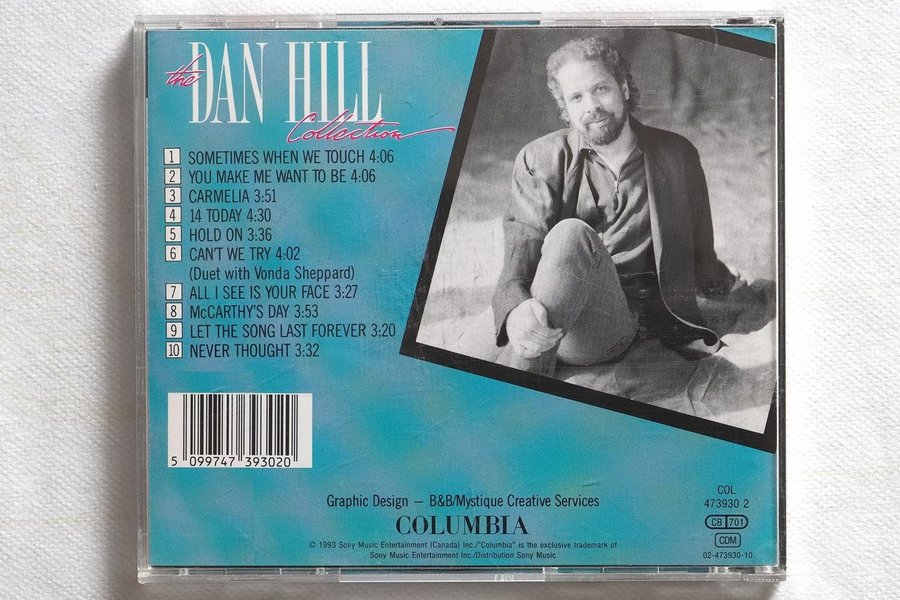 the DAN HILL
Collection
1 SOMETIMES WHEN WE TOUCH 4:06
2 YOU MAKE ME WANT TO BE 4:06
3 CARMELIA 3:51
4 14 TODAY 4:30
5 HOLD ON 3:36
6 CAN'T WE TRY 4:02
(Duet with Vonda Sheppard)
7 ALL I SEE IS YOUR FACE 3:27
8 McCARTHY'S DAY 3:53
9 LET THE SONG LAST FOREVER 3:20
10 NEVER THOUGHT 3:32
5 099747 393020
Graphic Design – B&B/Mystique Creative Services
COLUMBIA
© 1993 Sony Music Entertainment (Canada) Inc./"Columbia" is the exclusive trademark of
Sony Music Entertainment Inc./Distribution Sony Music
COL
473930 2
CB 701
CDM
02-473930-10